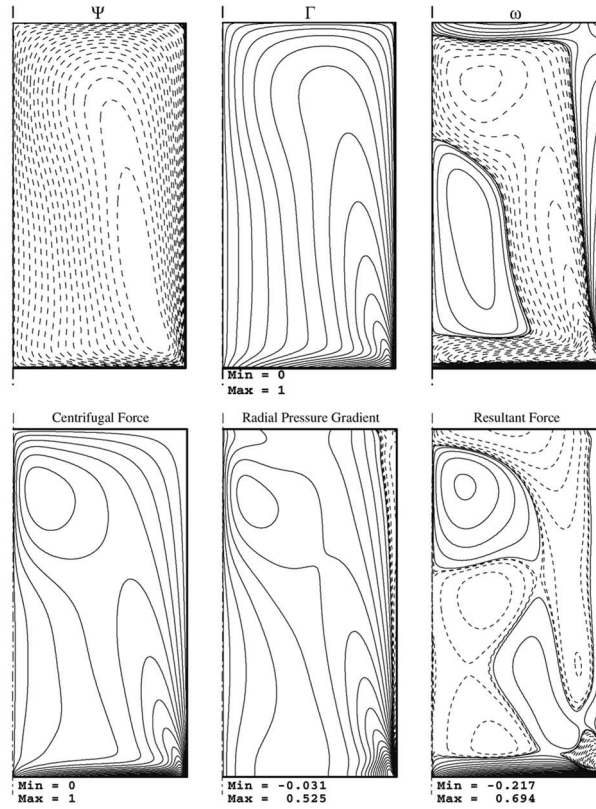 Ψ Γ ω
Min = 0
Max = 1
Centrifugal Force Radial Pressure Gradient Resultant Force
Min = 0 Min = -0.031 Min = -0.217
Max = 1 Max = 0.525 Max = 0.694